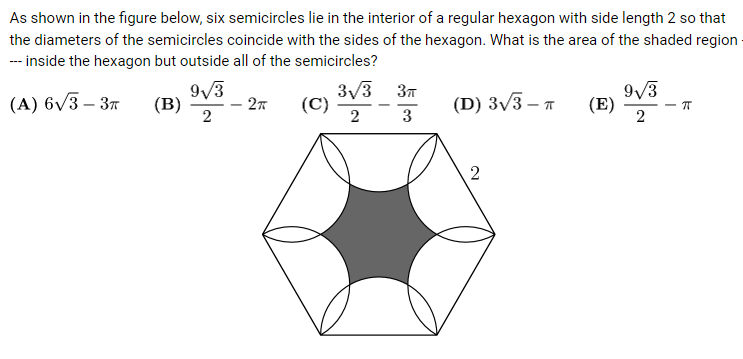 As shown in the figure below, six semicircles lie in the interior of a regular hexagon with side length 2 so that
the diameters of the semicircles coincide with the sides of the hexagon. What is the area of the shaded region -
--- inside the hexagon but outside all of the semicircles?
(A) 6√3 − 3π (B) 9√3/2 − 2π (C) 3√3/2 − 3π/3 (D) 3√3 − π (E) 9√3/2 − π
2